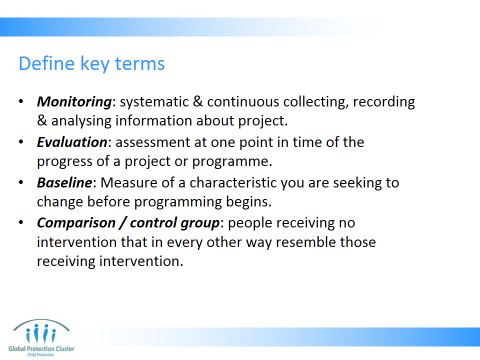 Define key terms
• Monitoring: systematic & continuous collecting, recording
& analysing information about project.
• Evaluation: assessment at one point in time of the
progress of a project or programme.
• Baseline: Measure of a characteristic you are seeking to
change before programming begins.
• Comparison / control group: people receiving no
intervention that in every other way resemble those
receiving intervention.
Global Protection Cluster
Child Protection